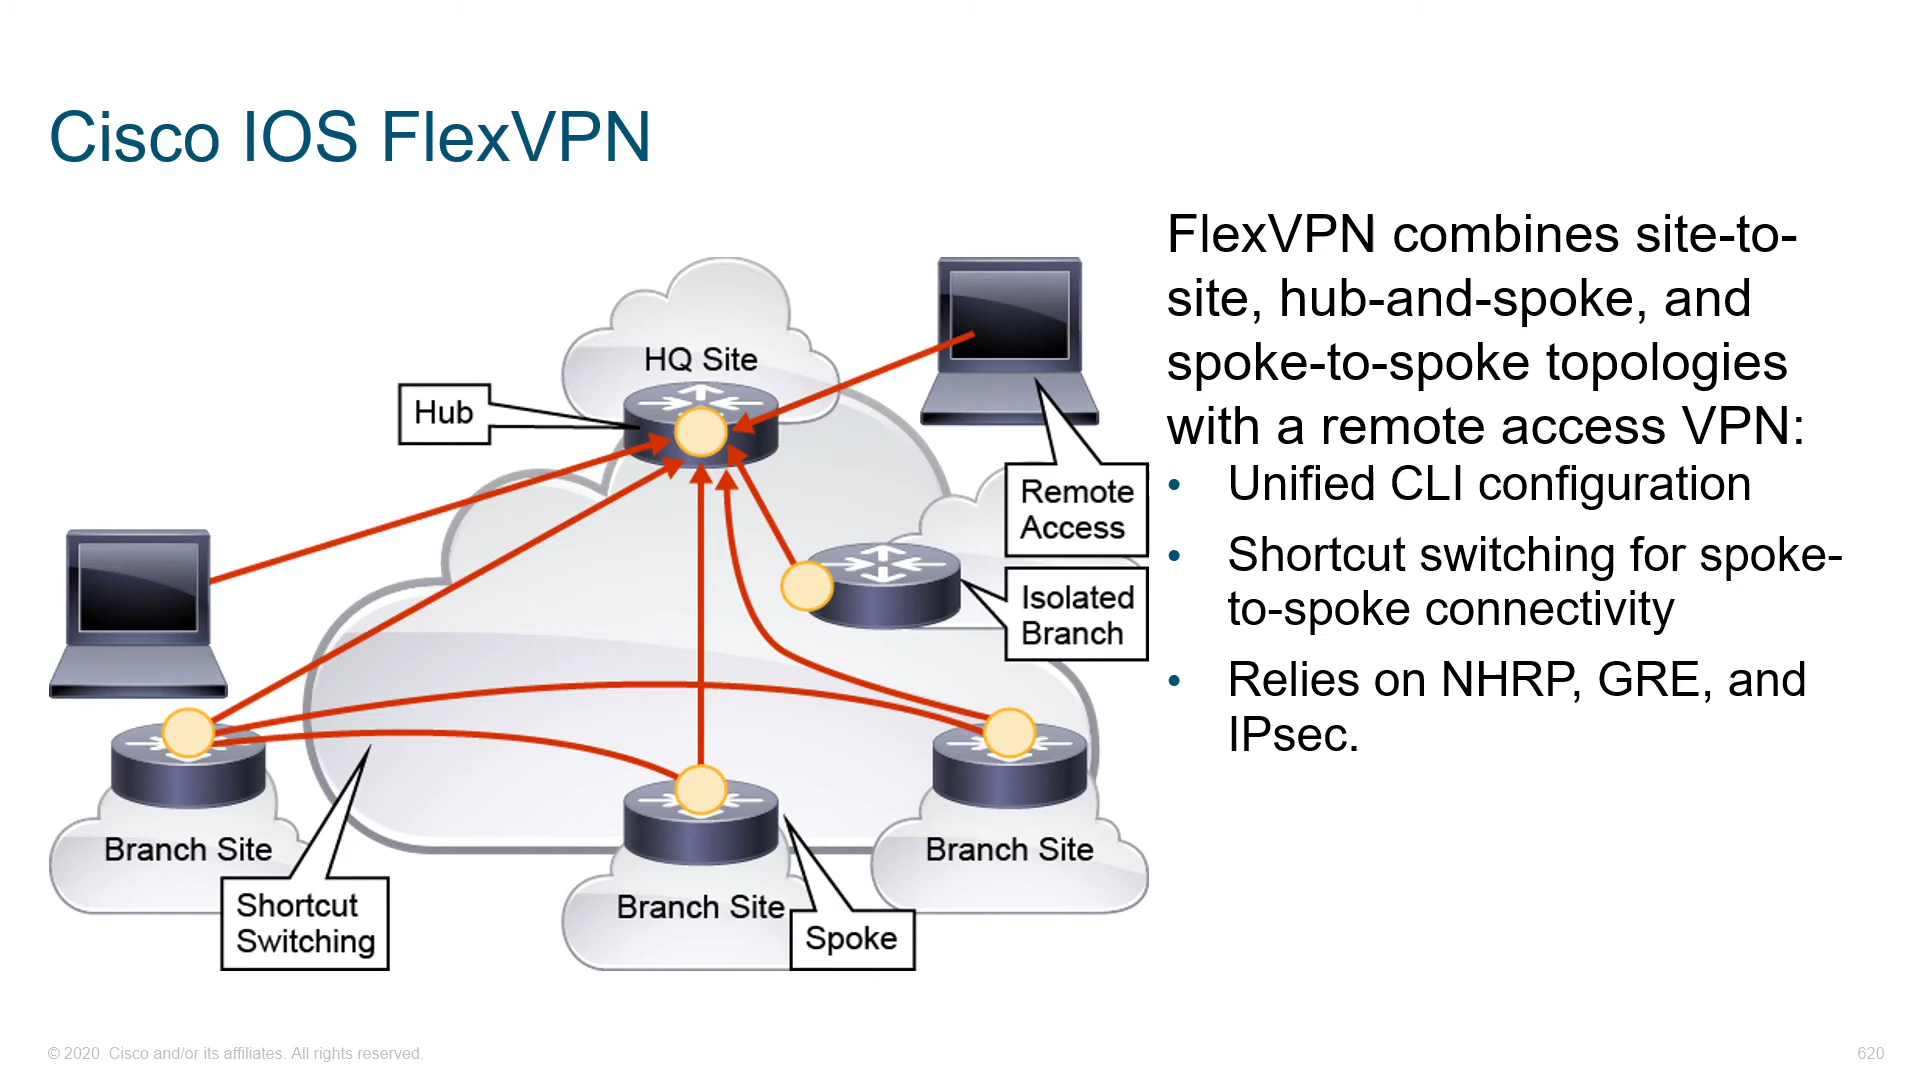 Cisco IOS FlexVPN
HQ Site
Hub
Remote
Access
Isolated
Branch
Branch Site
Shortcut
Switching
Branch Site
Spoke
Branch Site
FlexVPN combines site-to-
site, hub-and-spoke, and
spoke-to-spoke topologies
with a remote access VPN:
• Unified CLI configuration
• Shortcut switching for spoke-
to-spoke connectivity
• Relies on NHRP, GRE, and
IPsec.
© 2020 Cisco and/or its affiliates. All rights reserved.
620